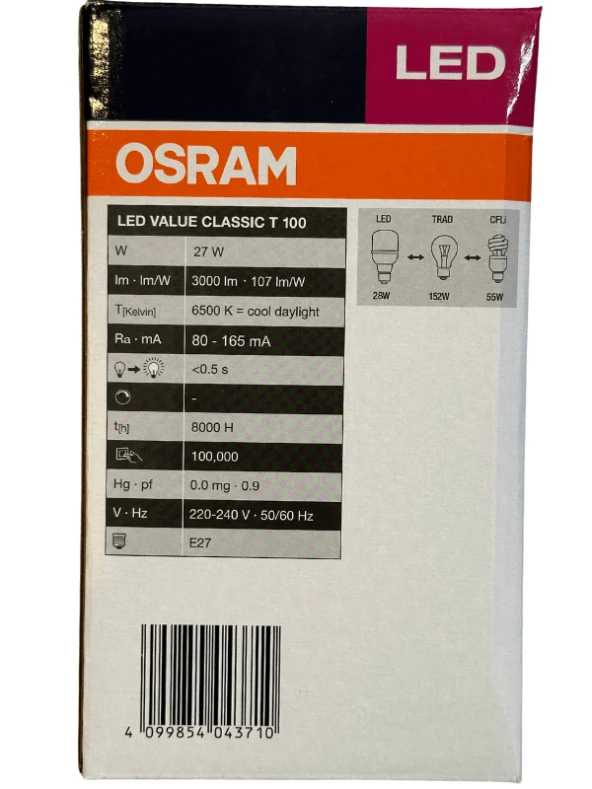 LED
OSRAM
LED VALUE CLASSIC T 100
W 27 W
lm · lm/W 3000 lm · 107 lm/W
T[Kelvin] 6500 K = cool daylight
Ra · mA 80 - 165 mA
<0.5 s
-
t[h] 8000 H
100,000
Hg · pf 0.0 mg · 0.9
V · Hz 220-240 V · 50/60 Hz
E27
LED TRAD CFLi
28W 152W 55W
4 099854 043710